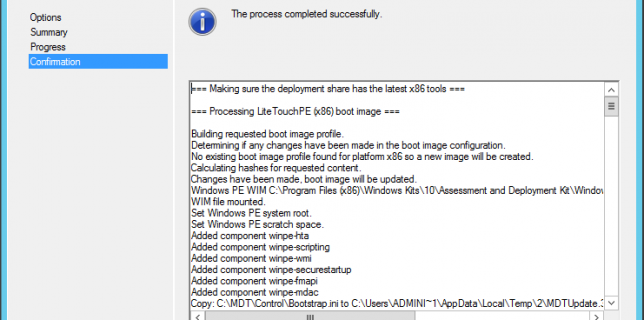 Options
Summary
Progress
Confirmation
The process completed successfully.
=== Making sure the deployment share has the latest x86 tools ===
=== Processing LiteTouchPE (x86) boot image ===
Building requested boot image profile.
Determining if any changes have been made in the boot image configuration.
No existing boot image profile found for platform x86 so a new image will be created.
Calculating hashes for requested content.
Changes have been made, boot image will be updated.
Windows PE WIM C:\Program Files (x86)\Windows Kits\10\Assessment and Deployment Kit\Windo
WIM file mounted.
Set Windows PE system root.
Set Windows PE scratch space.
Added component winpe-hta
Added component winpe-scripting
Added component winpe-wmi
Added component winpe-securestartup
Added component winpe-fmapi
Added component winpe-mdac
Copy: C:\MDT\Control\Bootstrap.ini to C:\Users\ADMINI~1\AppData\Local\Temp\2\MDTUpdate.3